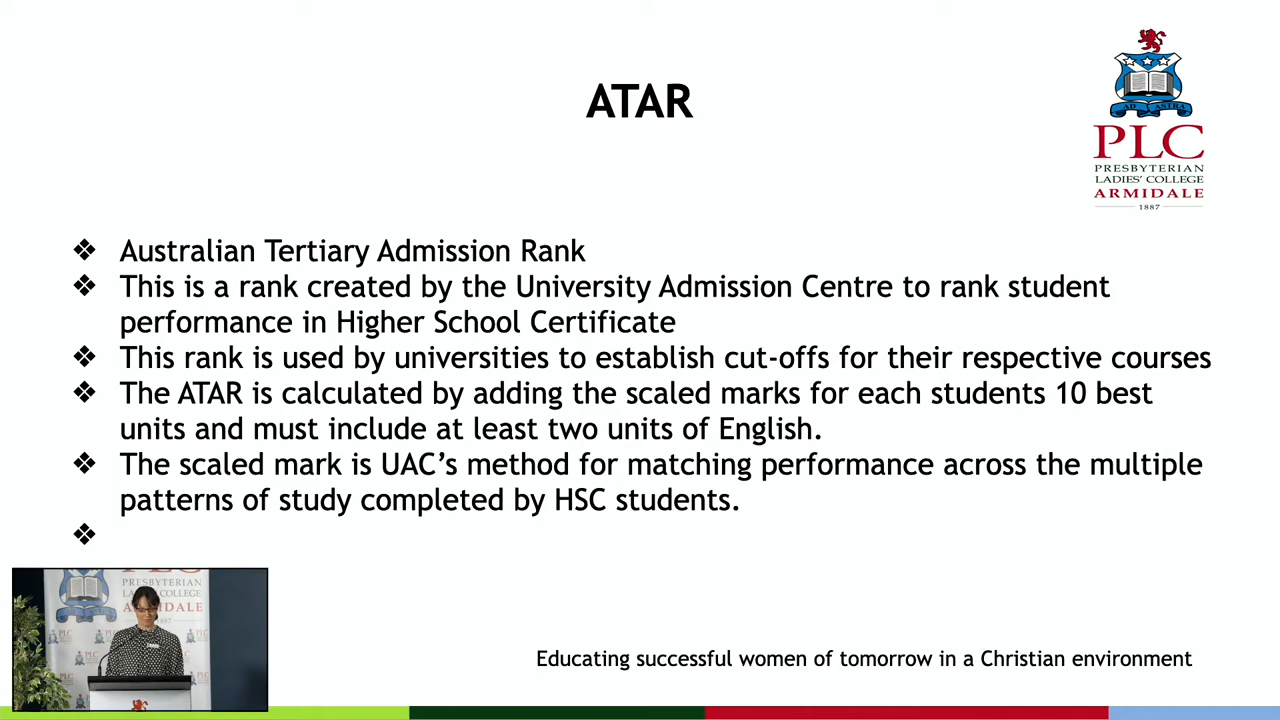 ATAR
AD ASTRA
PLC
PRESBYTERIAN
LADIES' COLLEGE
ARMIDALE
1887
❖ Australian Tertiary Admission Rank
❖ This is a rank created by the University Admission Centre to rank student
performance in Higher School Certificate
❖ This rank is used by universities to establish cut-offs for their respective courses
❖ The ATAR is calculated by adding the scaled marks for each students 10 best
units and must include at least two units of English.
❖ The scaled mark is UAC's method for matching performance across the multiple
patterns of study completed by HSC students.
❖
PLC
PRESBYTERIAN
LADIES' COLLEGE
ARMIDALE
1887
PLC
Educating successful women of tomorrow in a Christian environment